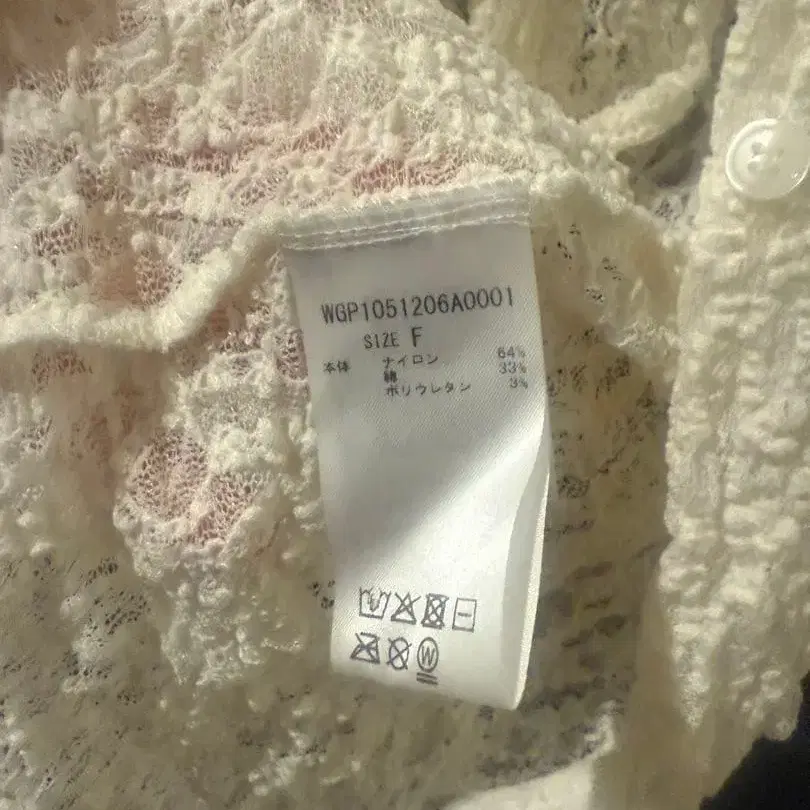 WGP1051206A0001
SIZE F
本体 ナイロン 64%
綿 33%
ポリウレタン 3%
W